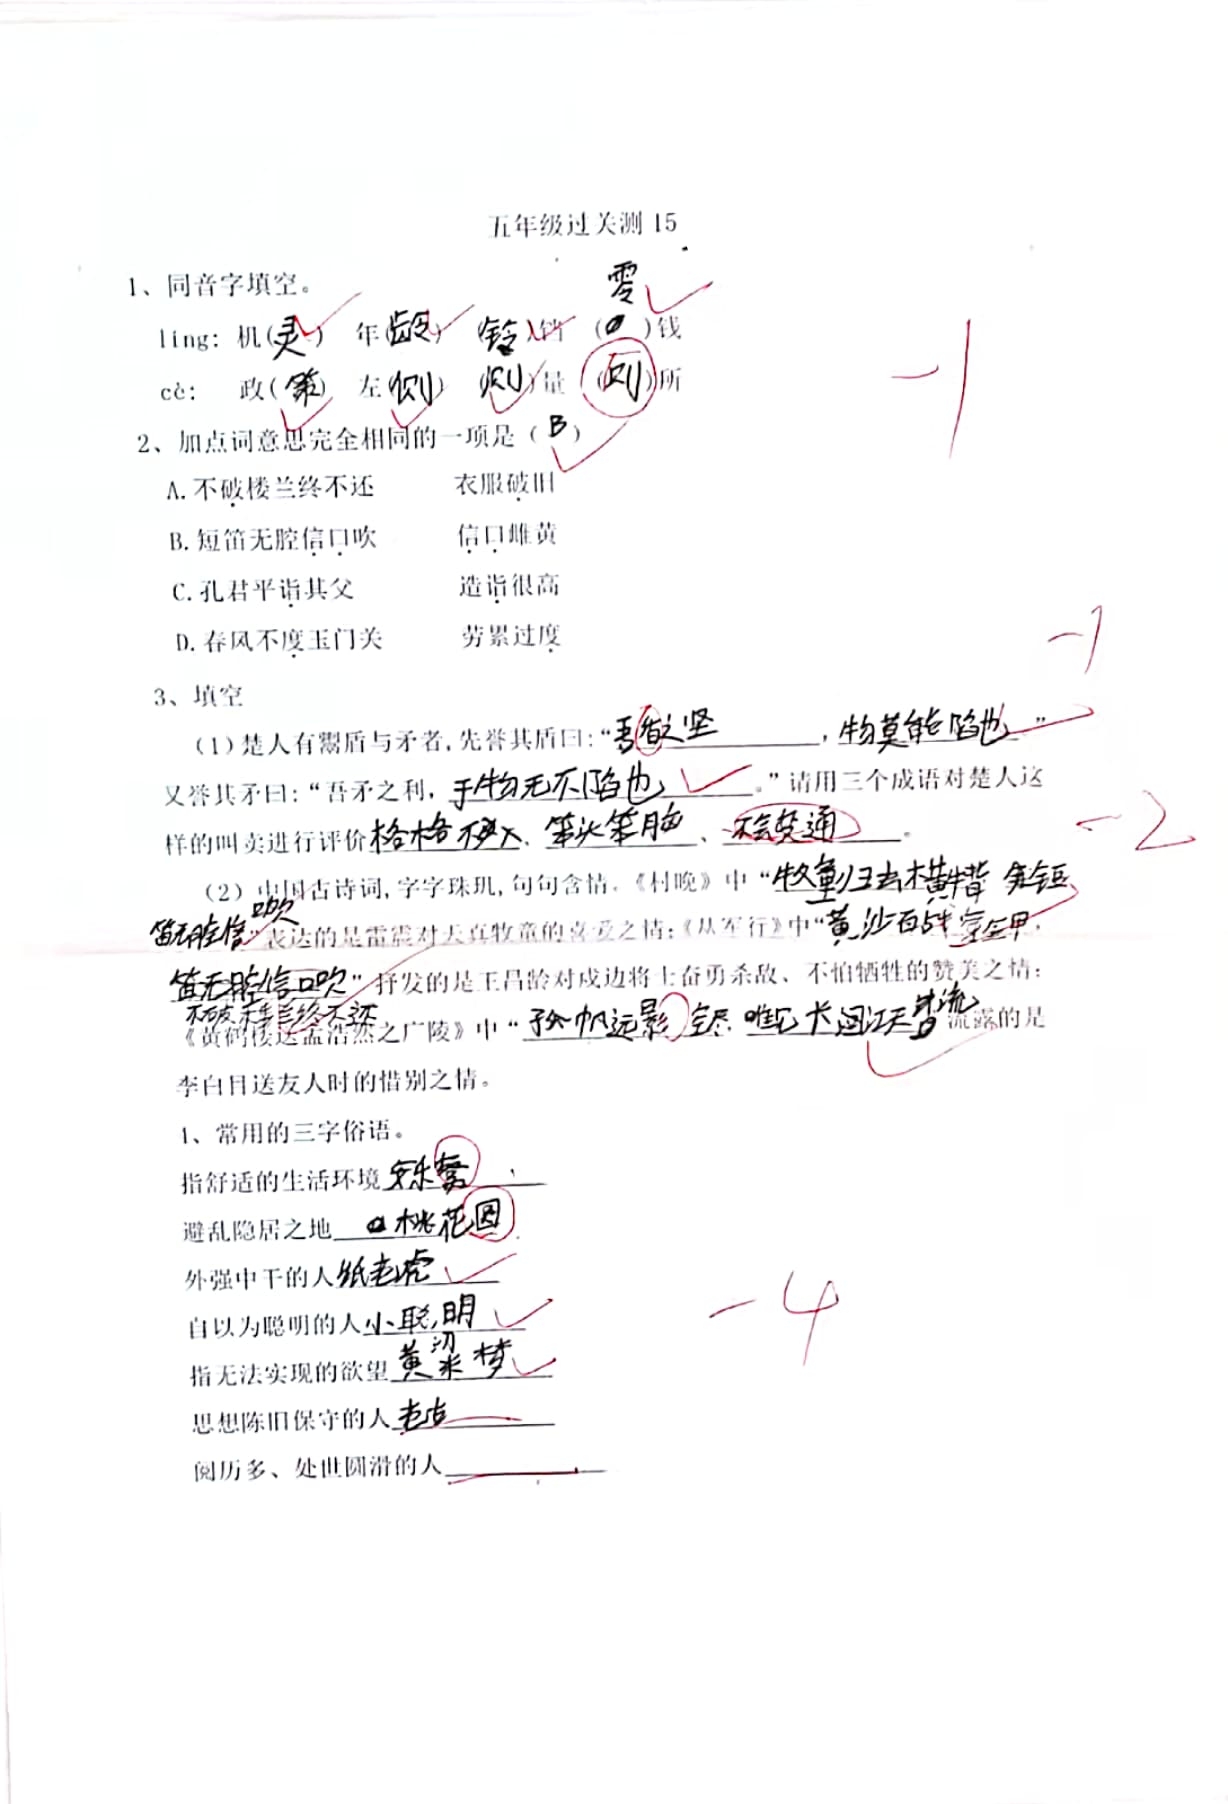 五年级过关测15
1、同音字填空。
零
ling: 机(灵) 年(龄) (铃)铛 ( )钱
cè: 政(策) 左(侧) (测)量 (厕)所
2、加点词意思完全相同的一项是(B)
-1
A.不破楼兰终不还 衣服破旧
B.短笛无腔信口吹 信口雌黄
C.孔君平诣其父 造诣很高
D.春风不度玉门关 劳累过度
-1
3、填空
(1)楚人有鬻盾与矛者,先誉其盾曰:“吾盾之坚,物莫能陷也”
又誉其矛曰:“吾矛之利,于物无不陷也。”请用三个成语对楚人这
样的叫卖进行评价格格不入、笨头笨脑、不会变通。
-2
(2)中国古诗词,字字珠玑,句句含情。《村晚》中“牧童归去横牛背 短
笛无腔信口吹”表达的是雷震对天真牧童的喜爱之情;《从军行》中“黄沙百战穿金甲,
笛无腔信口吹”抒发的是王昌龄对戍边将士奋勇杀敌、不怕牺牲的赞美之情;
不破楼兰终不还
《黄鹤楼送孟浩然之广陵》中“孤帆远影空尽 唯见长江天皆流 流露的是
李白目送友人时的惜别之情。
1、常用的三字俗语。
指舒适的生活环境安乐窝
避乱隐居之地桃花园
外强中干的人纸老虎
自以为聪明的人小聪明
-4
指无法实现的欲望黄粱梦
思想陈旧保守的人老古
阅历多、处世圆滑的人